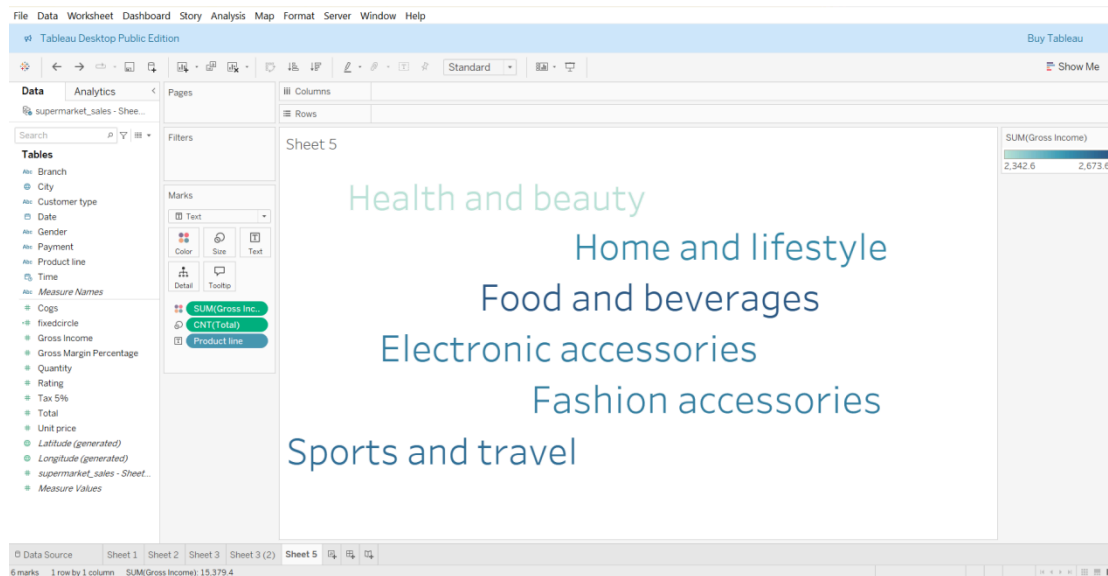 File Data Worksheet Dashboard Story Analysis Map Format Server Window Help
Tableau Desktop Public Edition
Buy Tableau
Standard
Show Me
Data Analytics
supermarket_sales - Shee...
Search
Tables
Abc Branch
City
Abc Customer type
Date
Abc Gender
Abc Payment
Abc Product line
Time
Abc Measure Names
# Cogs
# fixedcircle
# Gross Income
# Gross Margin Percentage
# Quantity
# Rating
# Tax 5%
# Total
# Unit price
Latitude (generated)
Longitude (generated)
# supermarket_sales - Sheet...
# Measure Values
Pages
Filters
Marks
Text
Color Size Text
Detail Tooltip
SUM(Gross Inc..
CNT(Total)
Product line
Columns
Rows
Sheet 5
Health and beauty
Home and lifestyle
Food and beverages
Electronic accessories
Fashion accessories
Sports and travel
SUM(Gross Income)
2,342.6 2,673.6
Data Source Sheet 1 Sheet 2 Sheet 3 Sheet 3 (2) Sheet 5
6 marks 1 row by 1 column SUM(Gross Income): 15,379.4